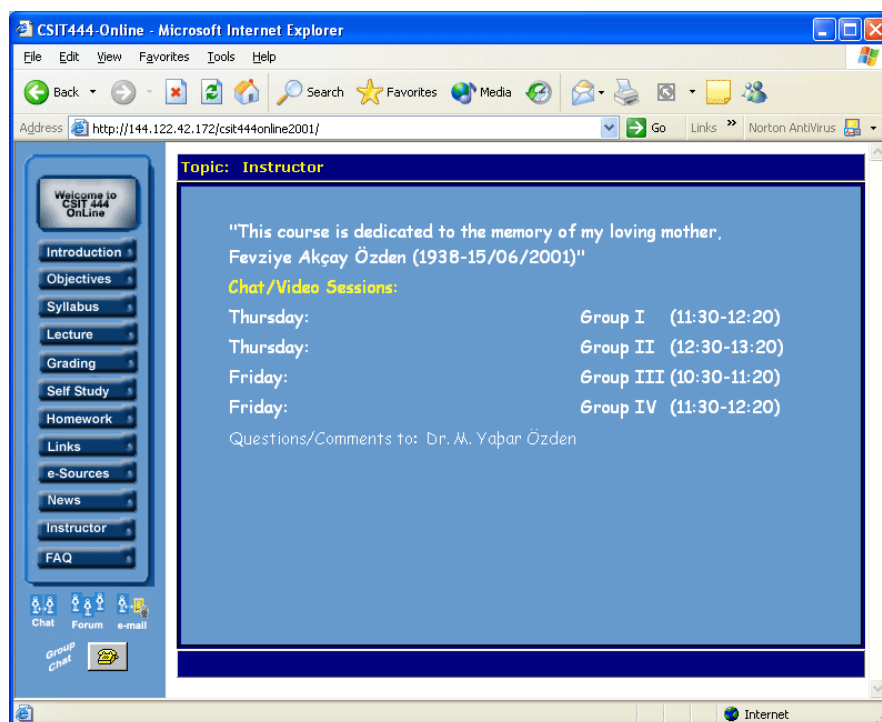 CSIT444-Online - Microsoft Internet Explorer
File Edit View Favorites Tools Help
Back Search Favorites Media
Address http://144.122.42.172/csit444online2001/ Go Links » Norton AntiVirus
Welcome to
CSIT 444
OnLine
Introduction
Objectives
Syllabus
Lecture
Grading
Self Study
Homework
Links
e-Sources
News
Instructor
FAQ
Chat Forum e-mail
Group
Chat
Topic: Instructor
"This course is dedicated to the memory of my loving mother,
Fevziye Akçay Özden (1938-15/06/2001)"
Chat/Video Sessions:
Thursday: Group I (11:30-12:20)
Thursday: Group II (12:30-13:20)
Friday: Group III (10:30-11:20)
Friday: Group IV (11:30-12:20)
Questions/Comments to: Dr. M. Yaþar Özden
Internet